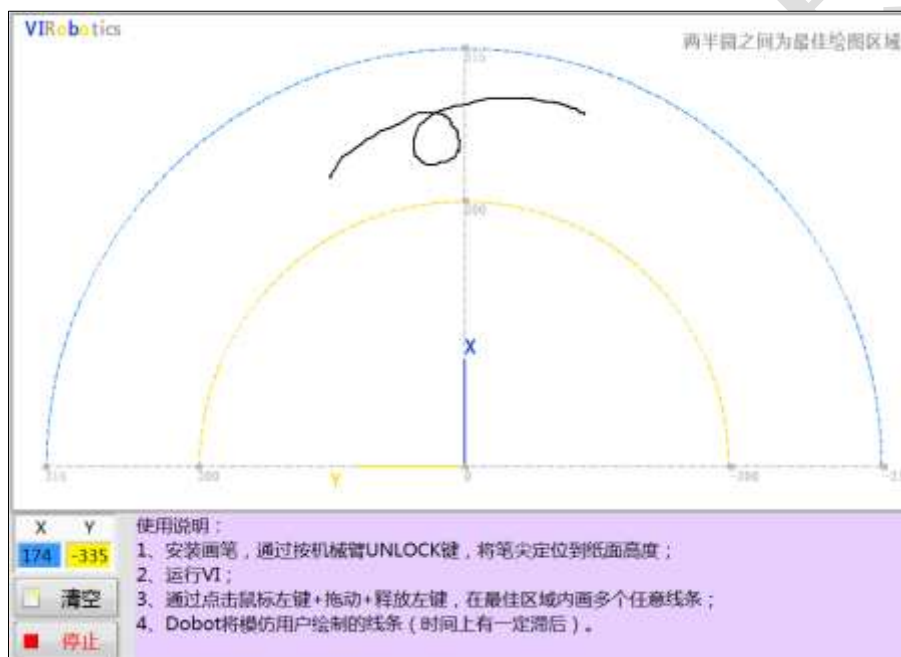 VIRobotics
两半圆之间为最佳绘图区域
315
200
X
315
200
Y
0
-200
X Y
174 -335
清空
停止
使用说明：
1、安装画笔，通过按机械臂UNLOCK键，将笔尖定位到纸面高度；
2、运行VI；
3、通过点击鼠标左键+拖动+释放左键，在最佳区域内画多个任意线条；
4、Dobot将模仿用户绘制的线条（时间上有一定滞后）。